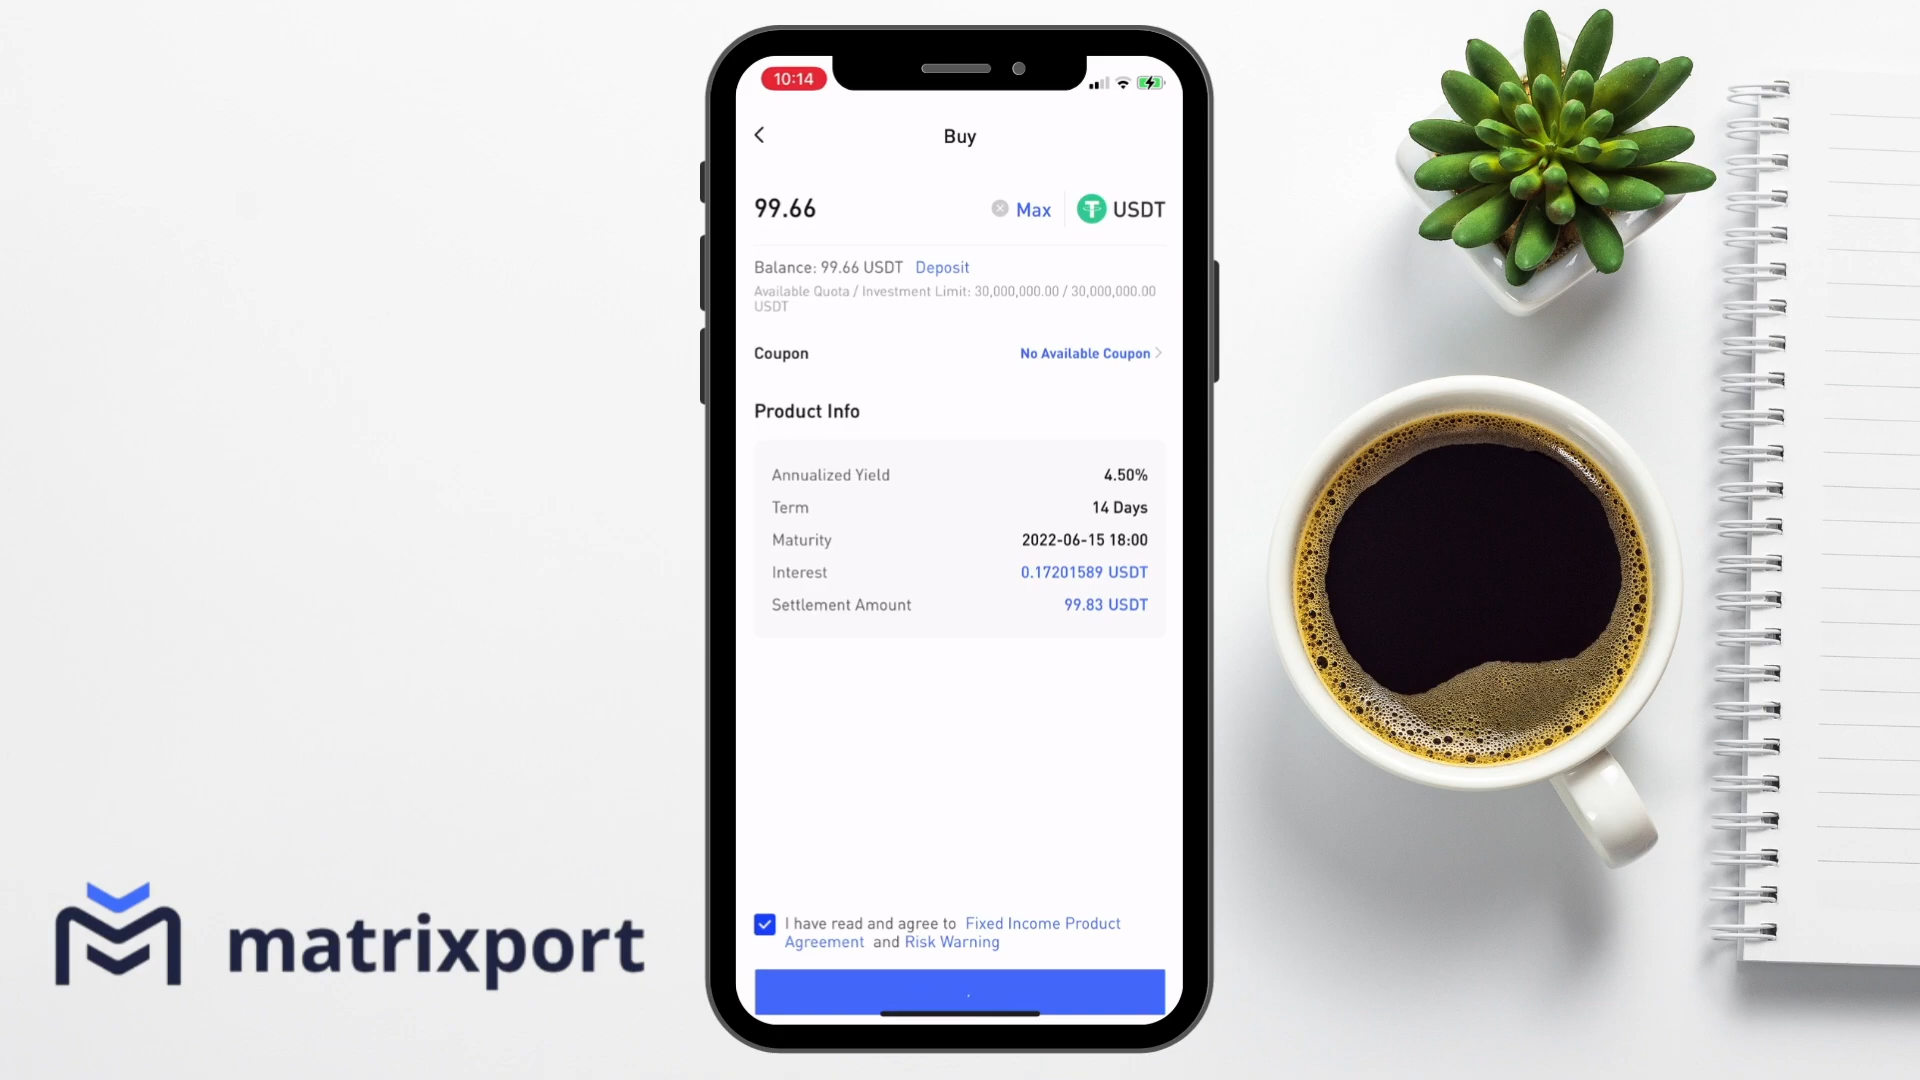 10:14
Buy
99.66
Max
USDT
Balance: 99.66 USDT Deposit
Available Quota / Investment Limit: 30,000,000.00 / 30,000,000.00
USDT
Coupon
No Available Coupon
Product Info
Annualized Yield 4.50%
Term 14 Days
Maturity 2022-06-15 18:00
Interest 0.17201589 USDT
Settlement Amount 99.83 USDT
I have read and agree to Fixed Income Product
Agreement and Risk Warning
matrixport